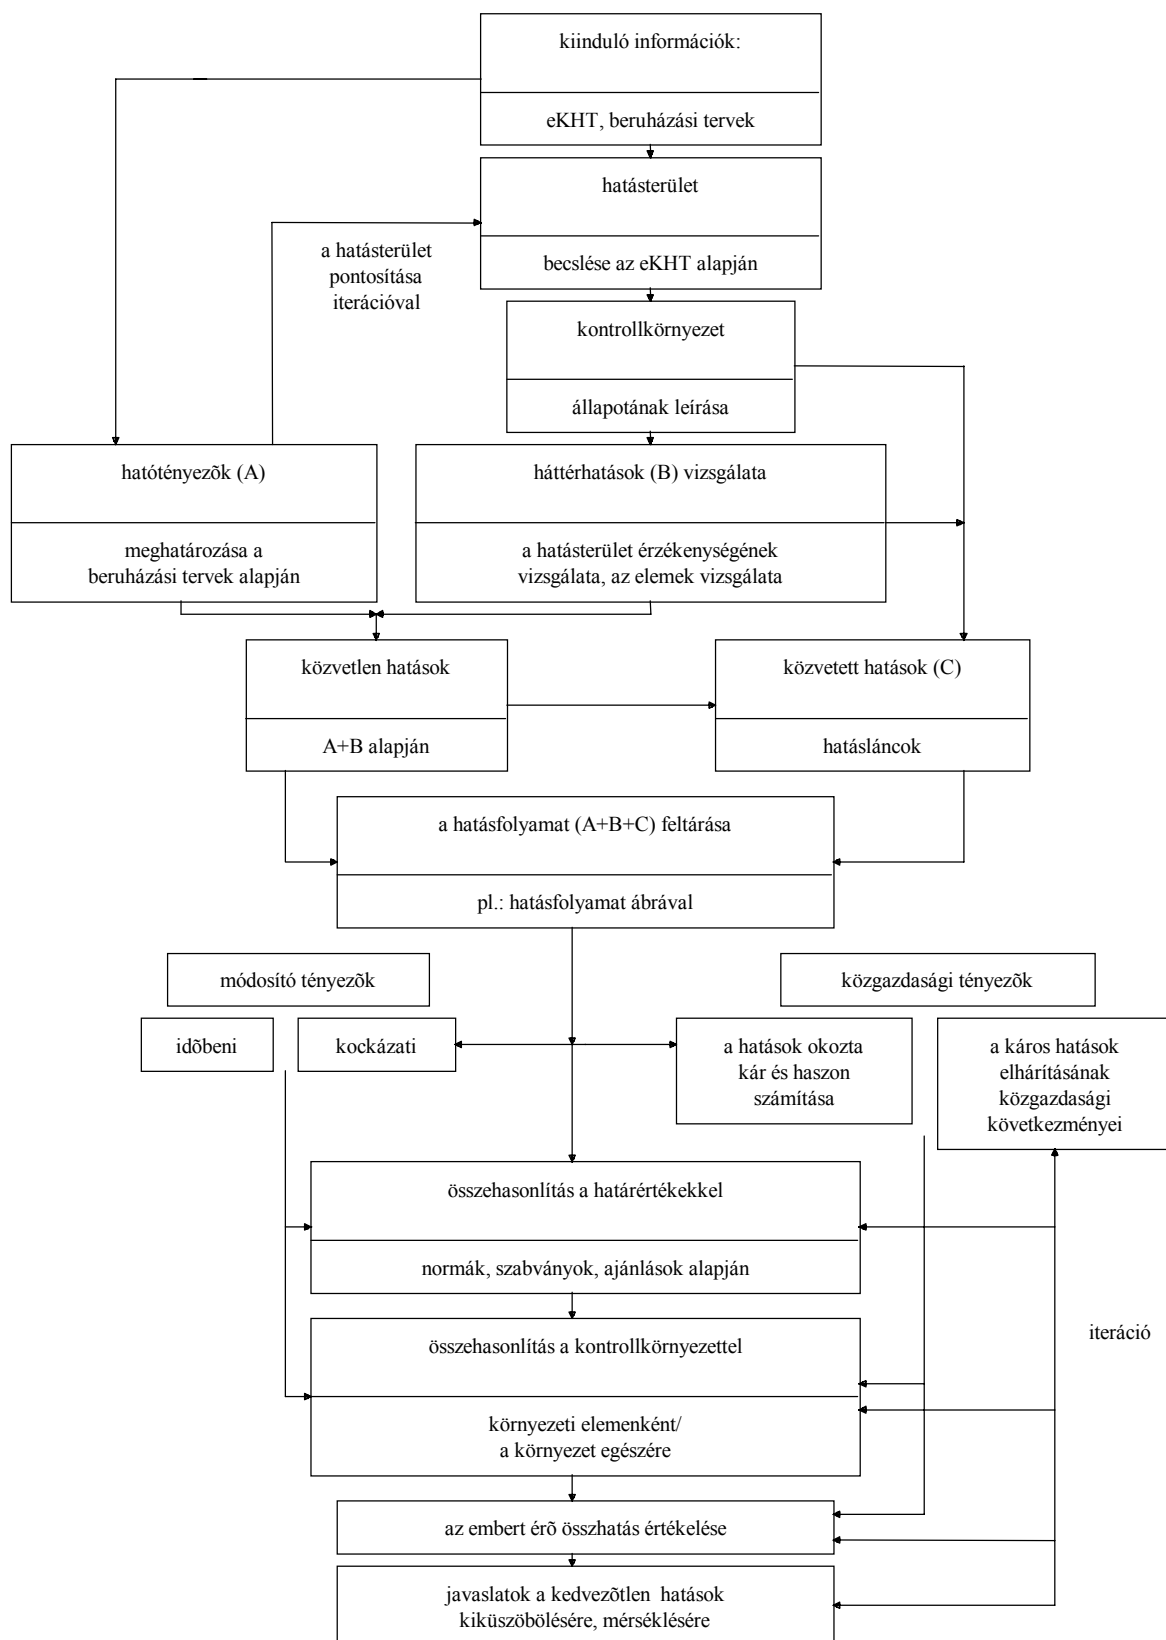 kiinduló információk:
eKHT, beruházási tervek
hatásterület
becslése az eKHT alapján
a hatásterület
pontosítása
iterációval
kontrollkörnyezet
állapotának leírása
hatótényezõk (A)
meghatározása a
beruházási tervek alapján
háttérhatások (B) vizsgálata
a hatásterület érzékenységének
vizsgálata, az elemek vizsgálata
közvetlen hatások
A+B alapján
közvetett hatások (C)
hatásláncok
a hatásfolyamat (A+B+C) feltárása
pl.: hatásfolyamat ábrával
módosító tényezõk
közgazdasági tényezõk
idõbeni
kockázati
a hatások okozta
kár és haszon
számítása
a káros hatások
elhárításának
közgazdasági
következményei
összehasonlítás a határértékekkel
normák, szabványok, ajánlások alapján
összehasonlítás a kontrollkörnyezettel
környezeti elemenként/
a környezet egészére
iteráció
az embert érõ összhatás értékelése
javaslatok a kedvezõtlen hatások
kiküszöbölésére, mérséklésére